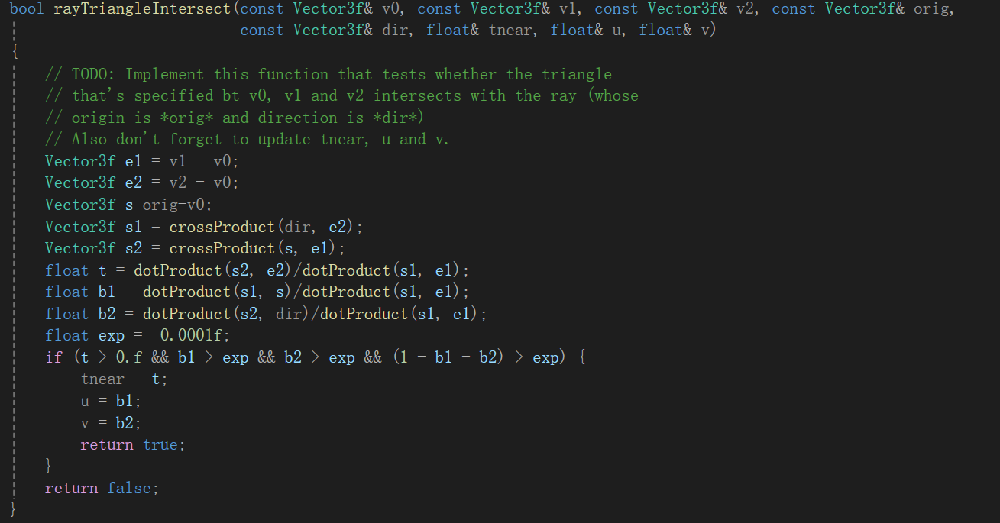 bool rayTriangleIntersect(const Vector3f& v0, const Vector3f& v1, const Vector3f& v2, const Vector3f& orig,
                          const Vector3f& dir, float& tnear, float& u, float& v)
{
    // TODO: Implement this function that tests whether the triangle
    // that's specified bt v0, v1 and v2 intersects with the ray (whose
    // origin is *orig* and direction is *dir*)
    // Also don't forget to update tnear, u and v.
    Vector3f e1 = v1 - v0;
    Vector3f e2 = v2 - v0;
    Vector3f s=orig-v0;
    Vector3f s1 = crossProduct(dir, e2);
    Vector3f s2 = crossProduct(s, e1);
    float t = dotProduct(s2, e2)/dotProduct(s1, e1);
    float b1 = dotProduct(s1, s)/dotProduct(s1, e1);
    float b2 = dotProduct(s2, dir)/dotProduct(s1, e1);
    float exp = -0.0001f;
    if (t > 0.f && b1 > exp && b2 > exp && (1 - b1 - b2) > exp) {
        tnear = t;
        u = b1;
        v = b2;
        return true;
    }
    return false;
}